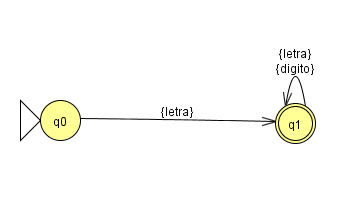 {letra}
{digito}
{letra}
q0
q1